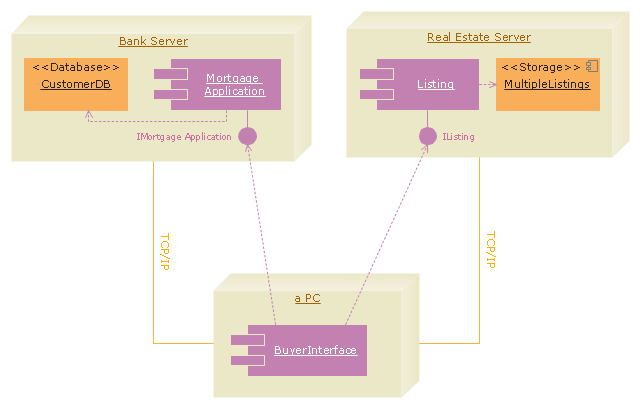 Bank Server
<<Database>>
CustomerDB
Mortgage
Application
IMortgage Application
Real Estate Server
Listing
<<Storage>>
MultipleListings
IListing
TCP/IP
TCP/IP
a PC
BuyerInterface